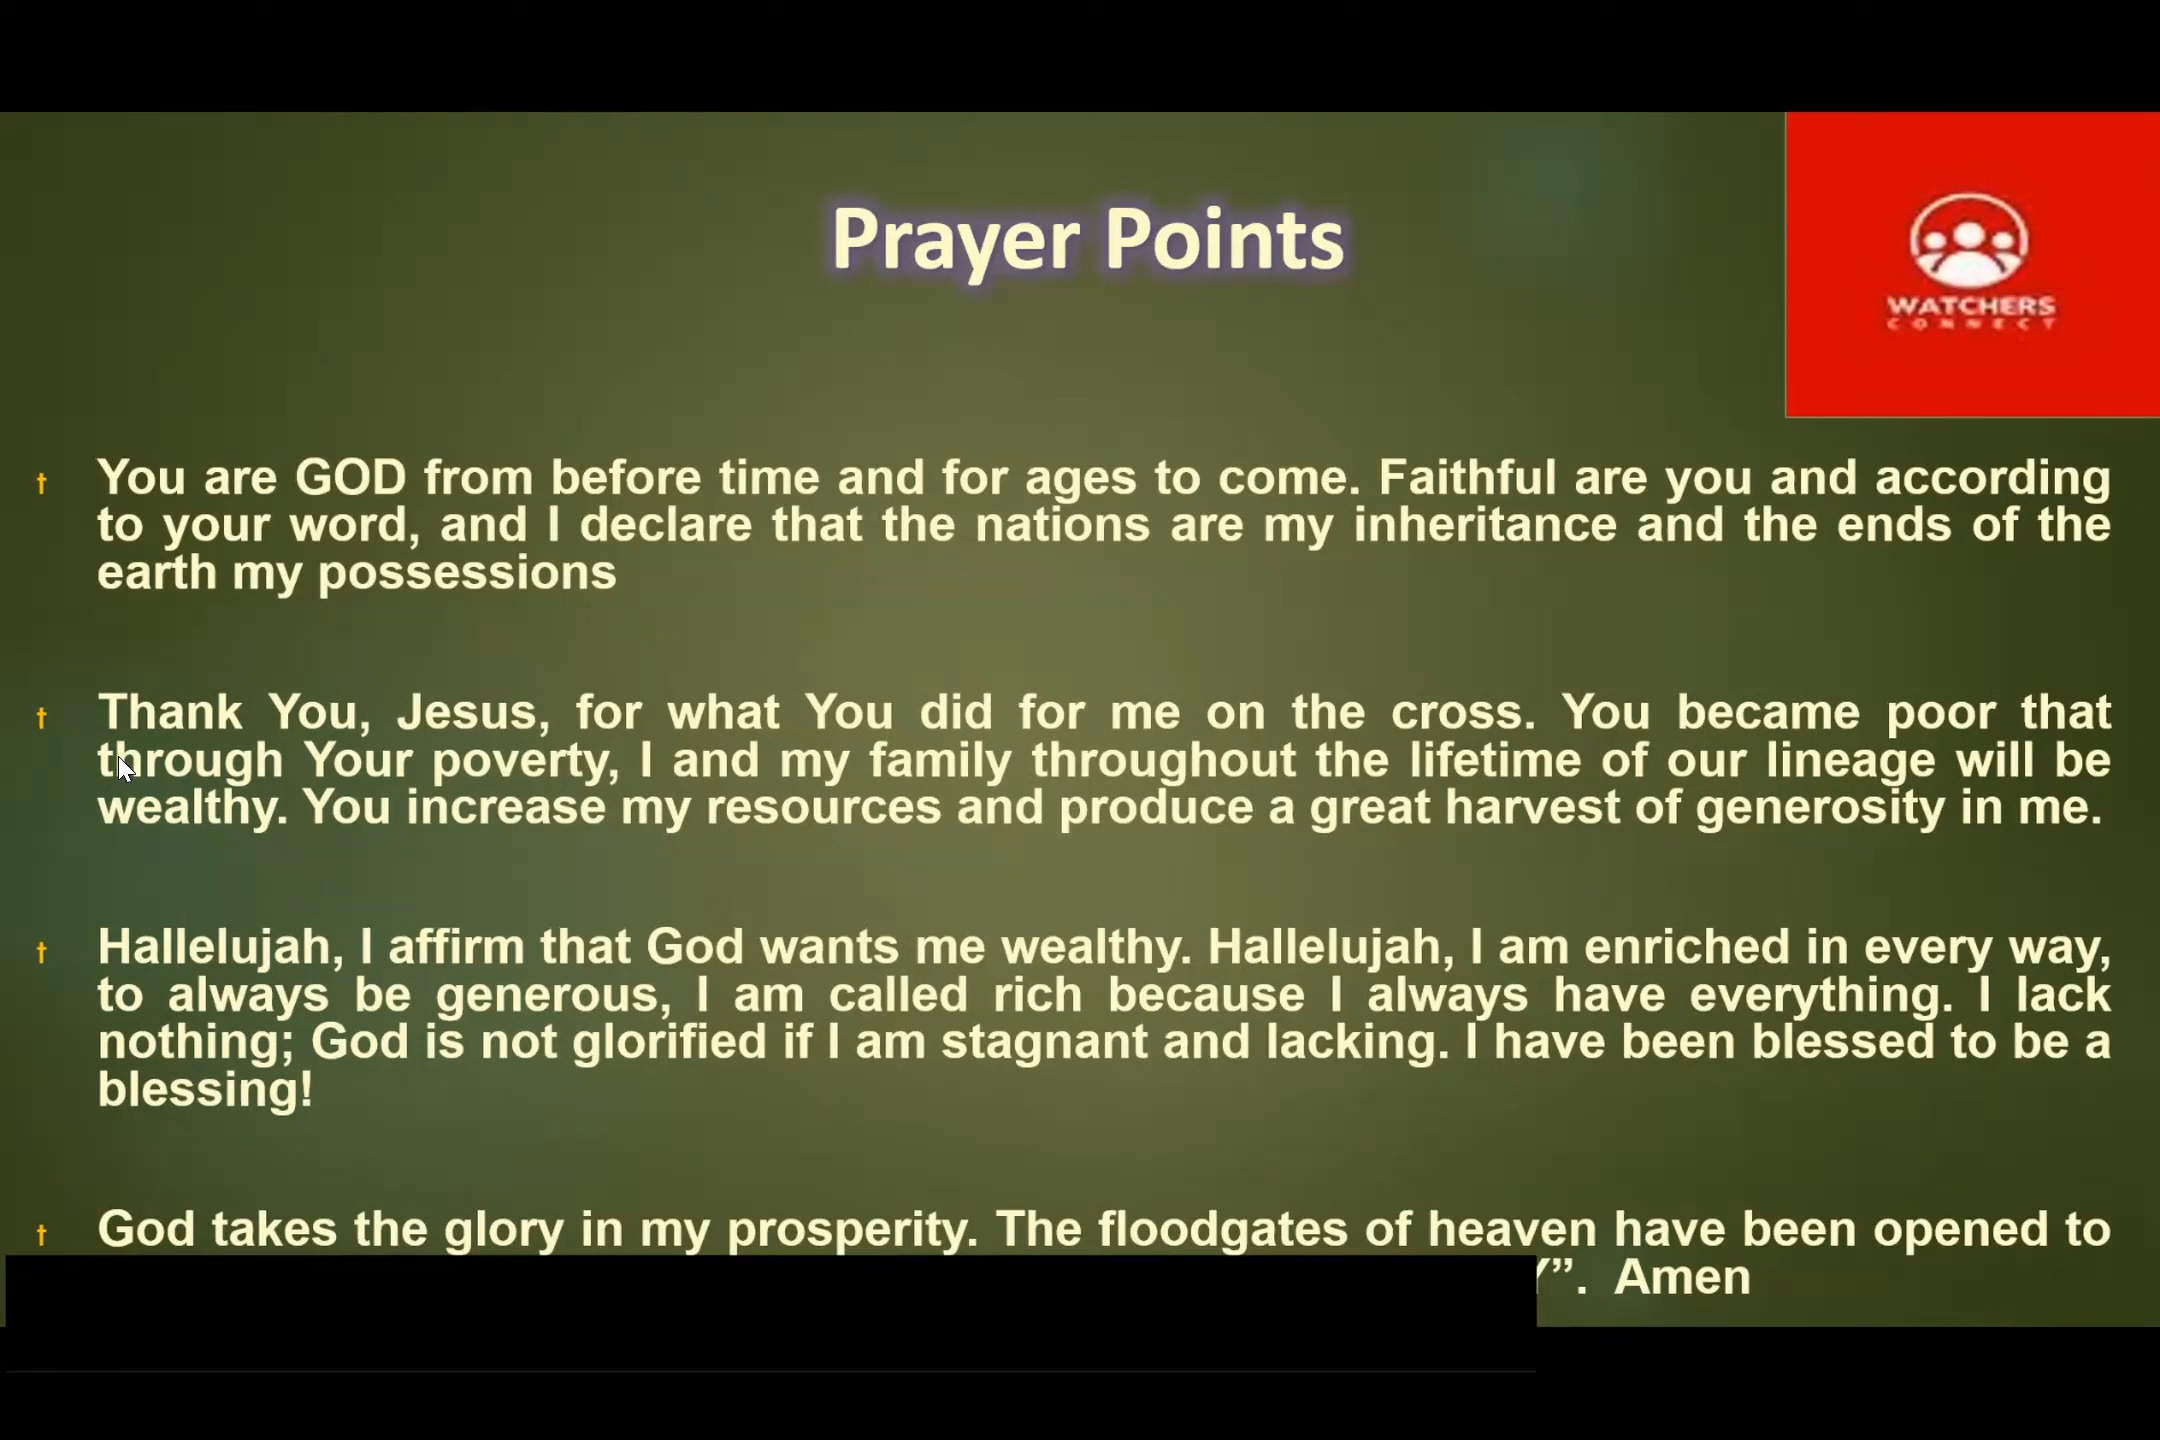 Prayer Points
WATCHERS
CONNECT
† You are GOD from before time and for ages to come. Faithful are you and according
to your word, and I declare that the nations are my inheritance and the ends of the
earth my possessions
† Thank You, Jesus, for what You did for me on the cross. You became poor that
through Your poverty, I and my family throughout the lifetime of our lineage will be
wealthy. You increase my resources and produce a great harvest of generosity in me.
† Hallelujah, I affirm that God wants me wealthy. Hallelujah, I am enriched in every way,
to always be generous, I am called rich because I always have everything. I lack
nothing; God is not glorified if I am stagnant and lacking. I have been blessed to be a
blessing!
† God takes the glory in my prosperity. The floodgates of heaven have been opened to
”. Amen